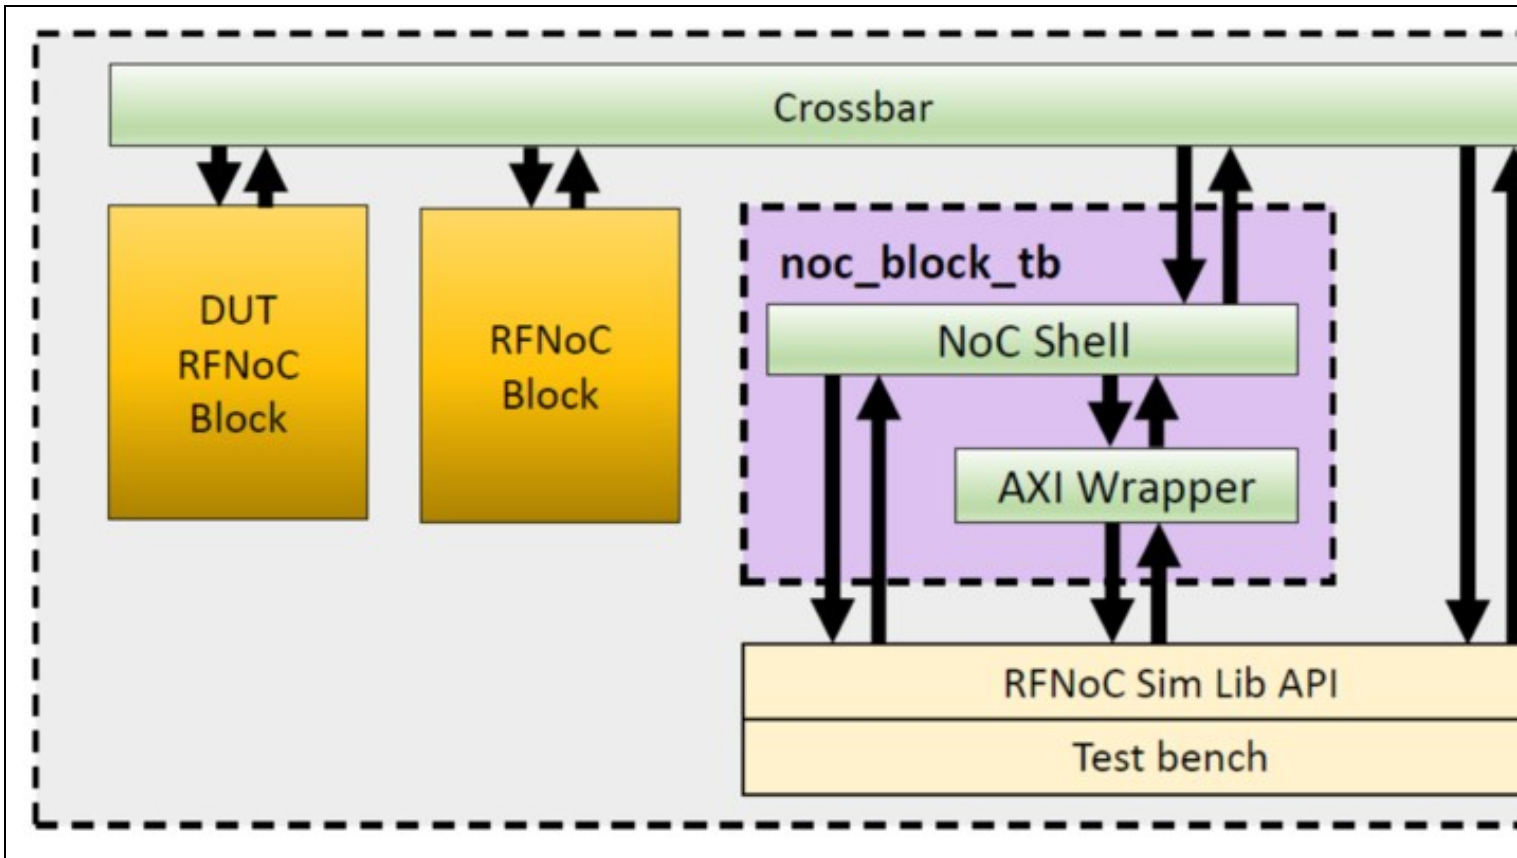 Crossbar
DUT
RFNoC
Block
RFNoC
Block
noc_block_tb
NoC Shell
AXI Wrapper
RFNoC Sim Lib API
Test bench